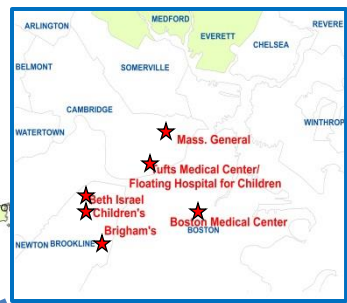 MEDFORD
ARLINGTON
REVERE
EVERETT
CHELSEA
BELMONT
SOMERVILLE
CAMBRIDGE
WINTHROP
WATERTOWN
Mass. General
Tufts Medical Center/
Floating Hospital for Children
Beth Israel
Children's
Boston Medical Center
Brigham's
BOSTON
NEWTON
BROOKLINE